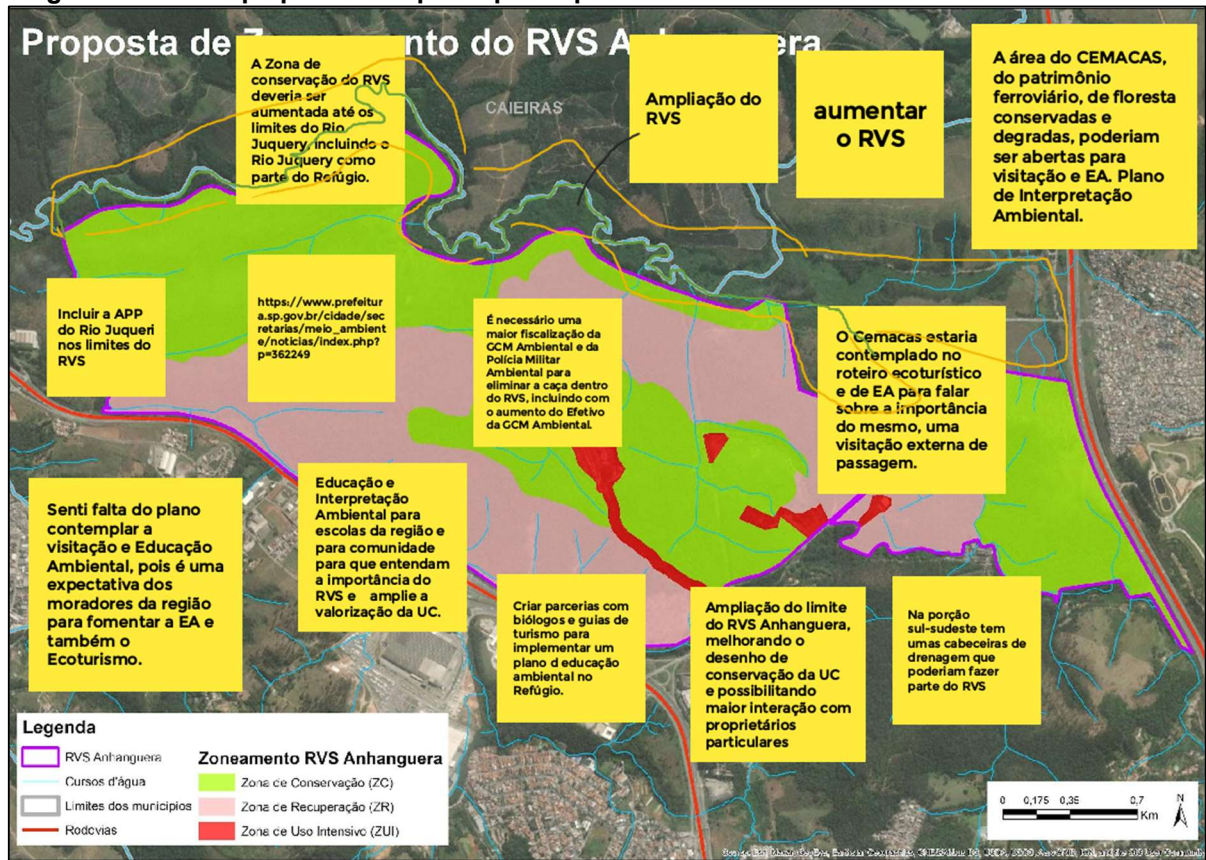 Proposta de
nto do RVS
A Zona de
conservação do RVS
deveria ser
aumentada até os
limites do Rio
Juquery, incluindo o
Rio Juquery como
parte do Refúgio.
CAIEIRAS
Ampliação do
RVS
aumentar
o RVS
A área do CEMACAS,
do patrimônio
ferroviário, de floresta
conservadas e
degradas, poderiam
ser abertas para
visitação e EA. Plano
de Interpretação
Ambiental.
Incluir a APP
do Rio Juqueri
nos limites do
RVS
https://www.prefeitur
a.sp.gov.br/cidade/sec
retarias/meio_ambient
e/noticias/index.php?
p=362249
É necessário uma
maior fiscalização da
GCM Ambiental e da
Polícia Militar
Ambiental para
eliminar a caça dentro
do RVS, incluindo com
o aumento do Efetivo
da GCM Ambiental.
O Cemacas estaria
contemplado no
roteiro ecoturístico
e de EA para falar
sobre a importância
do mesmo, uma
visitação externa de
passagem.
Senti falta do plano
contemplar a
visitação e Educação
Ambiental, pois é uma
expectativa dos
moradores da região
para fomentar a EA e
também o
Ecoturismo.
Educação e
Interpretação
Ambiental para
escolas da região e
para comunidade
para que entendam
a importância do
RVS e amplie a
valorização da UC.
Criar parcerias com
biólogos e guias de
turismo para
implementar um
plano d educação
ambiental no
Refúgio.
Ampliação do limite
do RVS Anhanguera,
melhorando o
desenho de
conservação da UC
e possibilitando
maior interação com
proprietários
particulares
Na porção
sul-sudeste tem
umas cabeceiras de
drenagem que
poderiam fazer
parte do RVS
Legenda
RVS Anhanguera
Cursos d'água
Limites dos municípios
Rodovias
Zoneamento RVS Anhanguera
Zona de Conservação (ZC)
Zona de Recuperação (ZR)
Zona de Uso Intensivo (ZUI)
0 0,175 0,35 0,7
Km
N